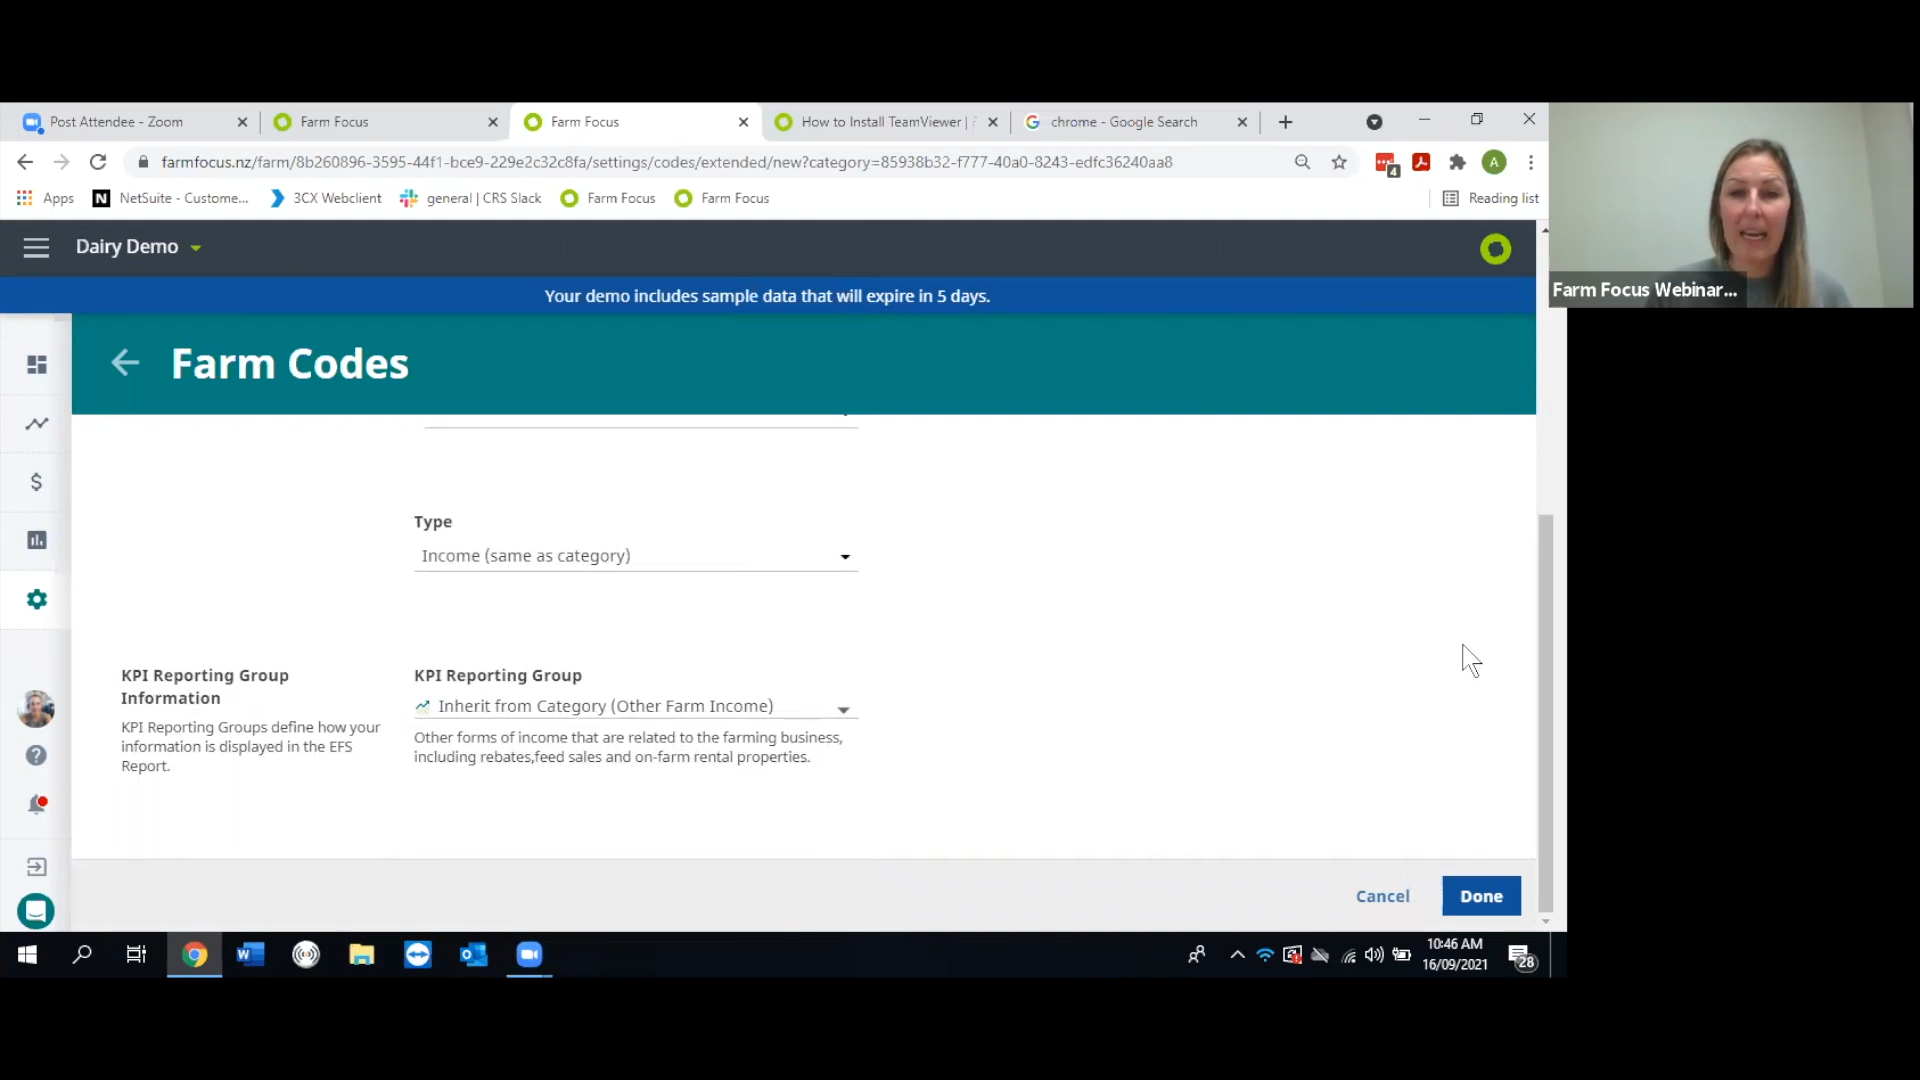 Post Attendee - Zoom
Farm Focus
Farm Focus
How to Install TeamViewer |
chrome - Google Search
farmfocus.nz/farm/8b260896-3595-44f1-bce9-229e2c32c8fa/settings/codes/extended/new?category=85938b32-f777-40a0-8243-edfc36240aa8
4
A
Apps
N
NetSuite - Custome...
3CX Webclient
general | CRS Slack
Farm Focus
Farm Focus
Reading list
Farm Focus Webinar...
Dairy Demo
Your demo includes sample data that will expire in 5 days.
Farm Codes
Type
Income (same as category)
KPI Reporting Group
Information
KPI Reporting Groups define how your
information is displayed in the EFS
Report.
KPI Reporting Group
Inherit from Category (Other Farm Income)
Other forms of income that are related to the farming business,
including rebates,feed sales and on-farm rental properties.
Cancel
Done
10:46 AM
16/09/2021
28